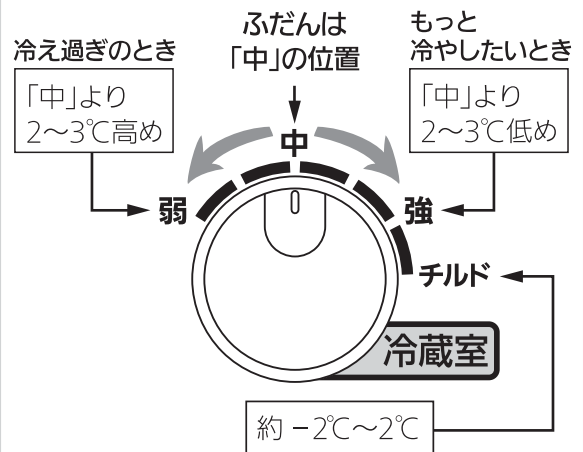 ふだんは
「中」の位置
冷え過ぎのとき
「中」より
2～3℃高め
もっと
冷やしたいとき
「中」より
2～3℃低め
中
弱
強
チルド
冷蔵室
約－2℃～2℃